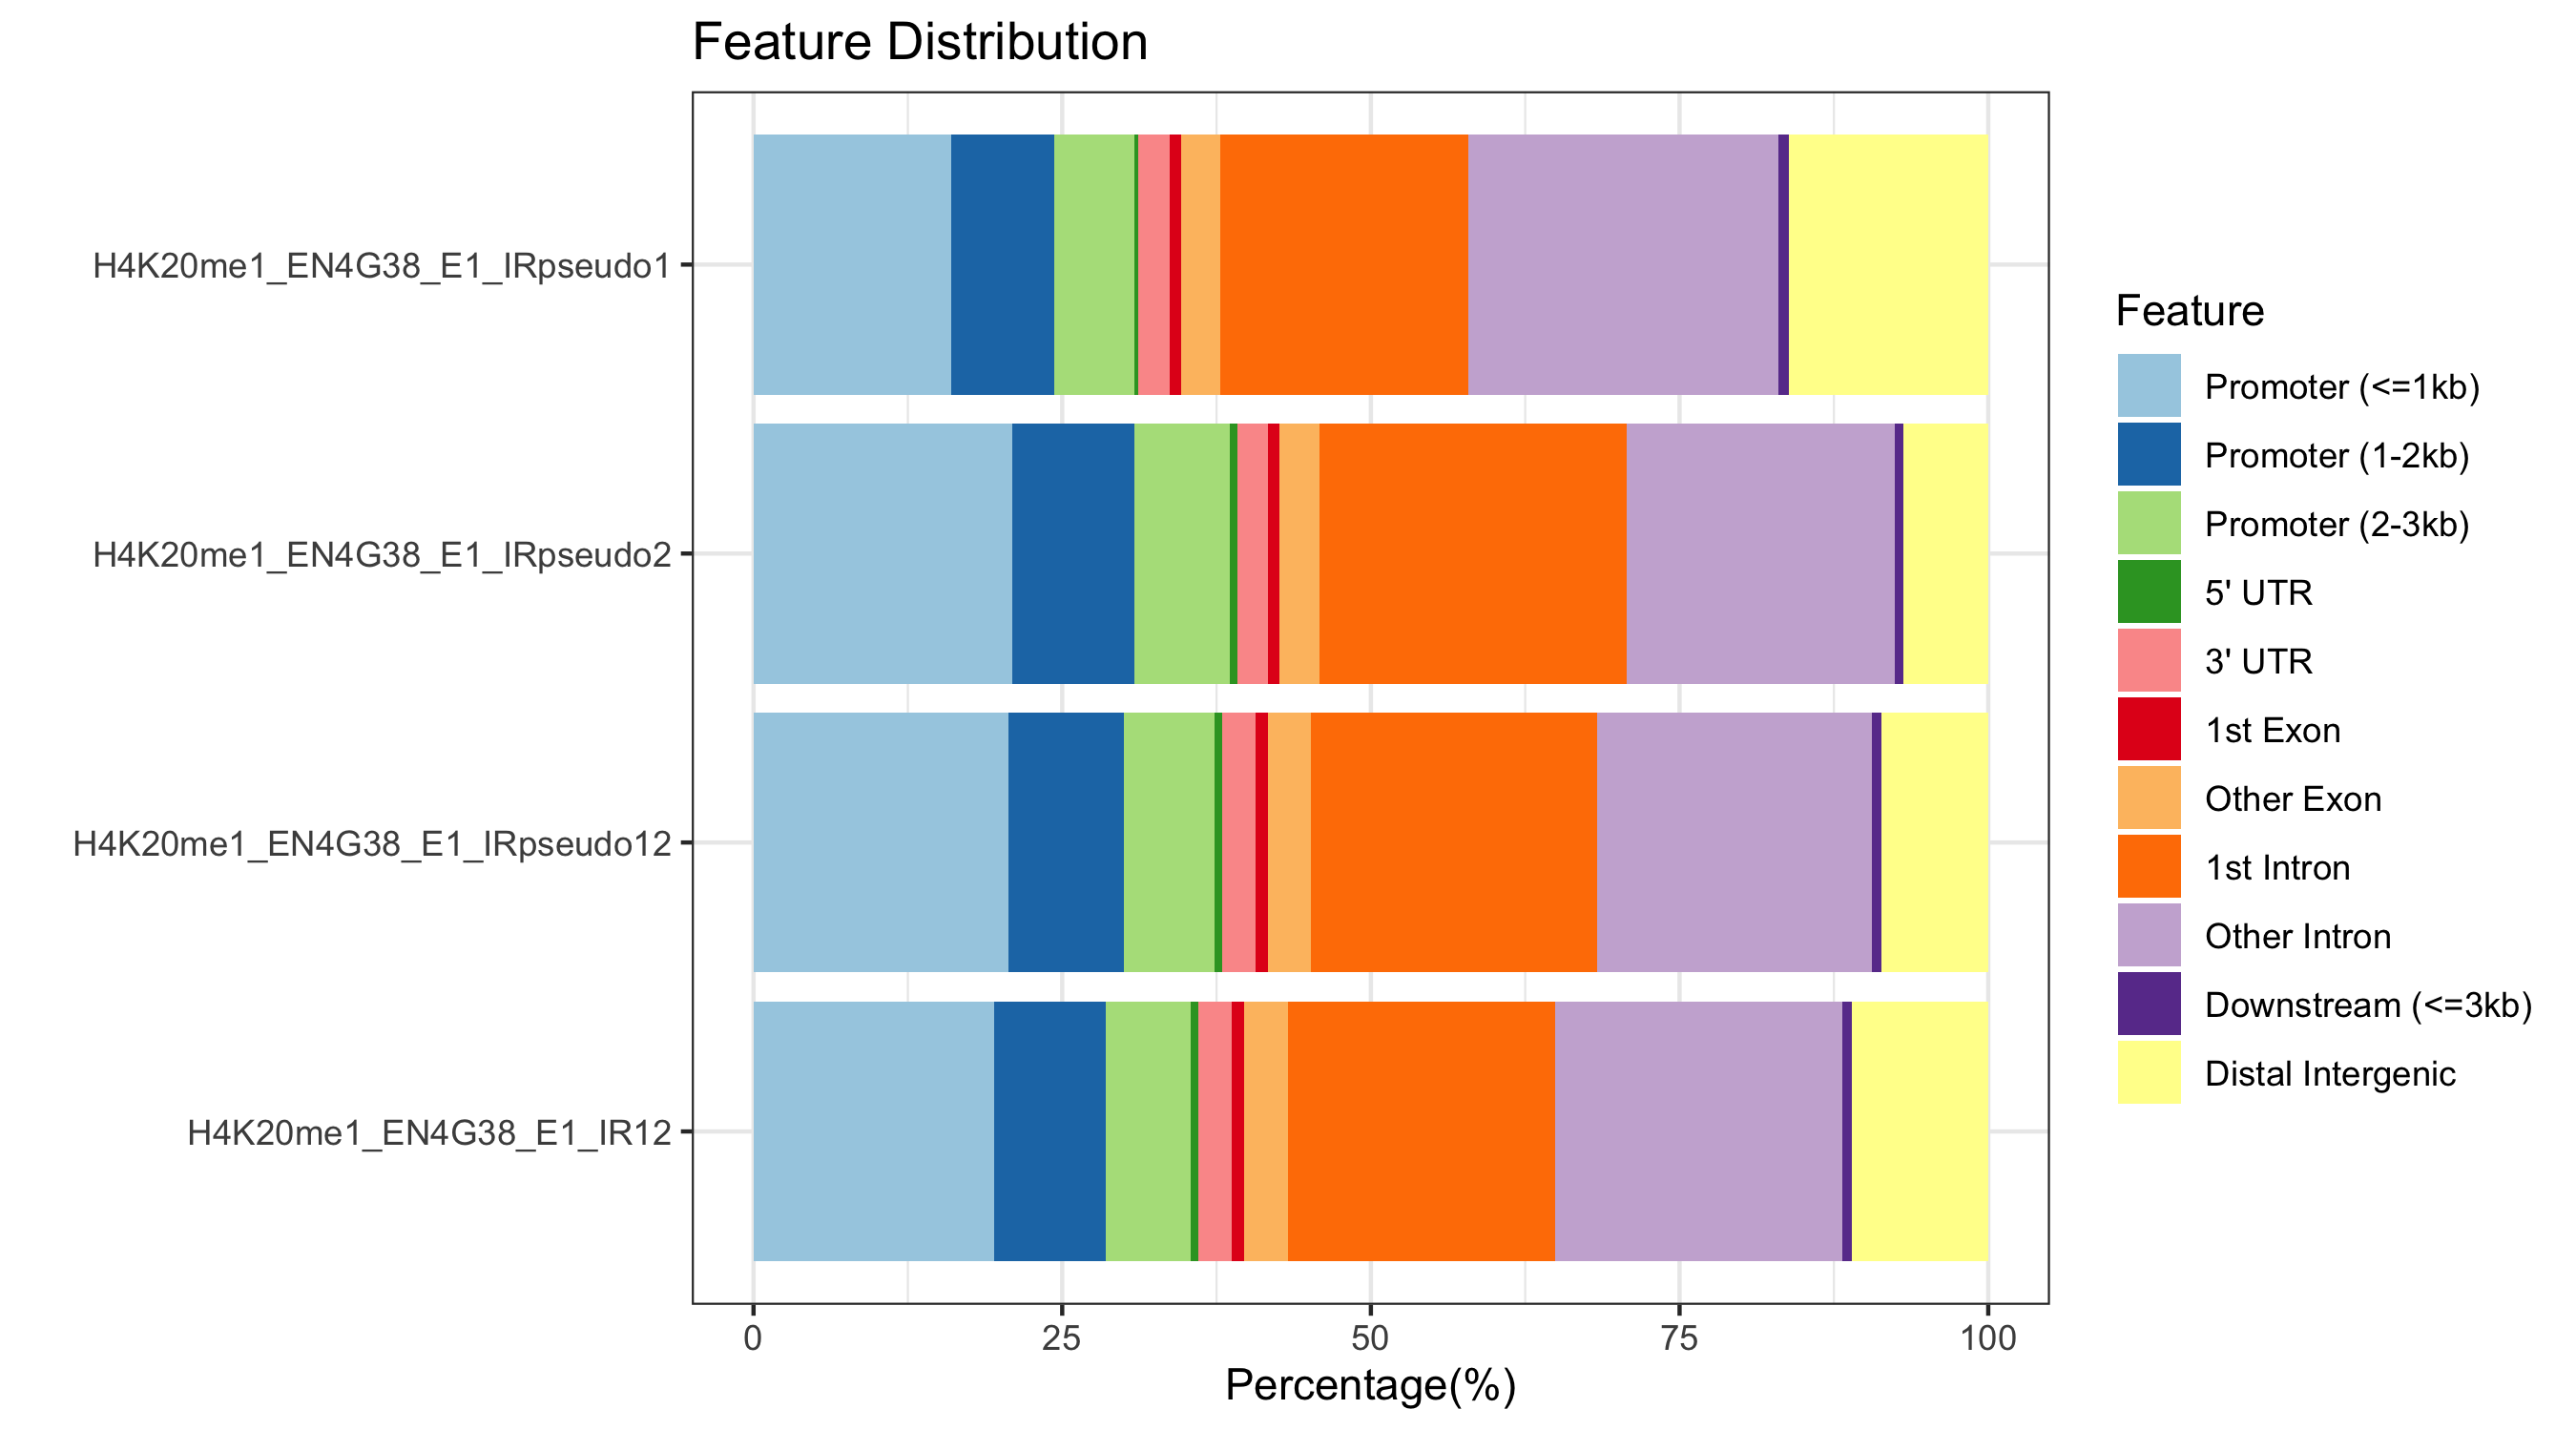 Feature Distribution
H4K20me1_EN4G38_E1_IRpseudo1
H4K20me1_EN4G38_E1_IRpseudo2
H4K20me1_EN4G38_E1_IRpseudo12
H4K20me1_EN4G38_E1_IR12
0 25 50 75 100
Percentage(%)
Feature
Promoter (<=1kb)
Promoter (1-2kb)
Promoter (2-3kb)
5' UTR
3' UTR
1st Exon
Other Exon
1st Intron
Other Intron
Downstream (<=3kb)
Distal Intergenic